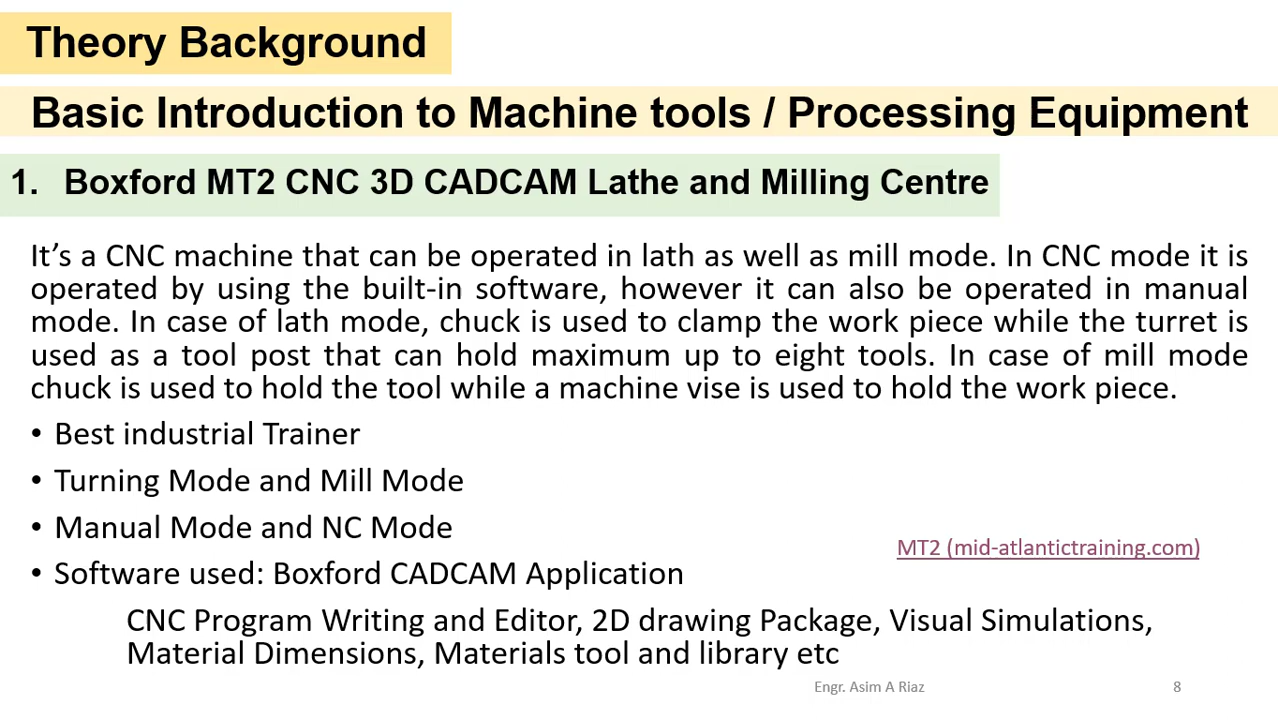 Theory Background
Basic Introduction to Machine tools / Processing Equipment
1. Boxford MT2 CNC 3D CADCAM Lathe and Milling Centre
It’s a CNC machine that can be operated in lath as well as mill mode. In CNC mode it is
operated by using the built-in software, however it can also be operated in manual
mode. In case of lath mode, chuck is used to clamp the work piece while the turret is
used as a tool post that can hold maximum up to eight tools. In case of mill mode
chuck is used to hold the tool while a machine vise is used to hold the work piece.
• Best industrial Trainer
• Turning Mode and Mill Mode
• Manual Mode and NC Mode
MT2 (mid-atlantictraining.com)
• Software used: Boxford CADCAM Application
CNC Program Writing and Editor, 2D drawing Package, Visual Simulations,
Material Dimensions, Materials tool and library etc
Engr. Asim A Riaz
8